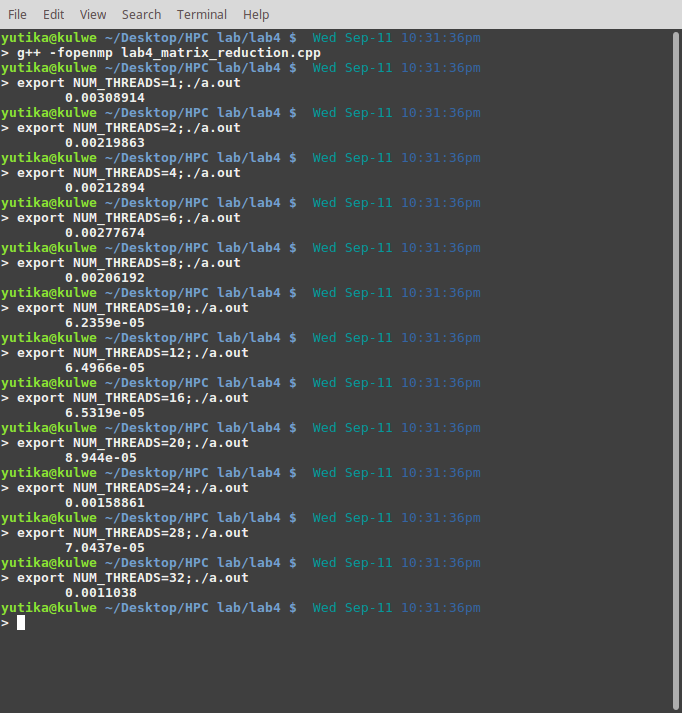 File Edit View Search Terminal Help
yutika@kulwe ~/Desktop/HPC lab/lab4 $  Wed Sep-11 10:31:36pm
> g++ -fopenmp lab4_matrix_reduction.cpp
yutika@kulwe ~/Desktop/HPC lab/lab4 $  Wed Sep-11 10:31:36pm
> export NUM_THREADS=1;./a.out
        0.00308914
yutika@kulwe ~/Desktop/HPC lab/lab4 $  Wed Sep-11 10:31:36pm
> export NUM_THREADS=2;./a.out
        0.00219863
yutika@kulwe ~/Desktop/HPC lab/lab4 $  Wed Sep-11 10:31:36pm
> export NUM_THREADS=4;./a.out
        0.00212894
yutika@kulwe ~/Desktop/HPC lab/lab4 $  Wed Sep-11 10:31:36pm
> export NUM_THREADS=6;./a.out
        0.00277674
yutika@kulwe ~/Desktop/HPC lab/lab4 $  Wed Sep-11 10:31:36pm
> export NUM_THREADS=8;./a.out
        0.00206192
yutika@kulwe ~/Desktop/HPC lab/lab4 $  Wed Sep-11 10:31:36pm
> export NUM_THREADS=10;./a.out
        6.2359e-05
yutika@kulwe ~/Desktop/HPC lab/lab4 $  Wed Sep-11 10:31:36pm
> export NUM_THREADS=12;./a.out
        6.4966e-05
yutika@kulwe ~/Desktop/HPC lab/lab4 $  Wed Sep-11 10:31:36pm
> export NUM_THREADS=16;./a.out
        6.5319e-05
yutika@kulwe ~/Desktop/HPC lab/lab4 $  Wed Sep-11 10:31:36pm
> export NUM_THREADS=20;./a.out
        8.944e-05
yutika@kulwe ~/Desktop/HPC lab/lab4 $  Wed Sep-11 10:31:36pm
> export NUM_THREADS=24;./a.out
        0.00158861
yutika@kulwe ~/Desktop/HPC lab/lab4 $  Wed Sep-11 10:31:36pm
> export NUM_THREADS=28;./a.out
        7.0437e-05
yutika@kulwe ~/Desktop/HPC lab/lab4 $  Wed Sep-11 10:31:36pm
> export NUM_THREADS=32;./a.out
        0.0011038
yutika@kulwe ~/Desktop/HPC lab/lab4 $  Wed Sep-11 10:31:36pm
>